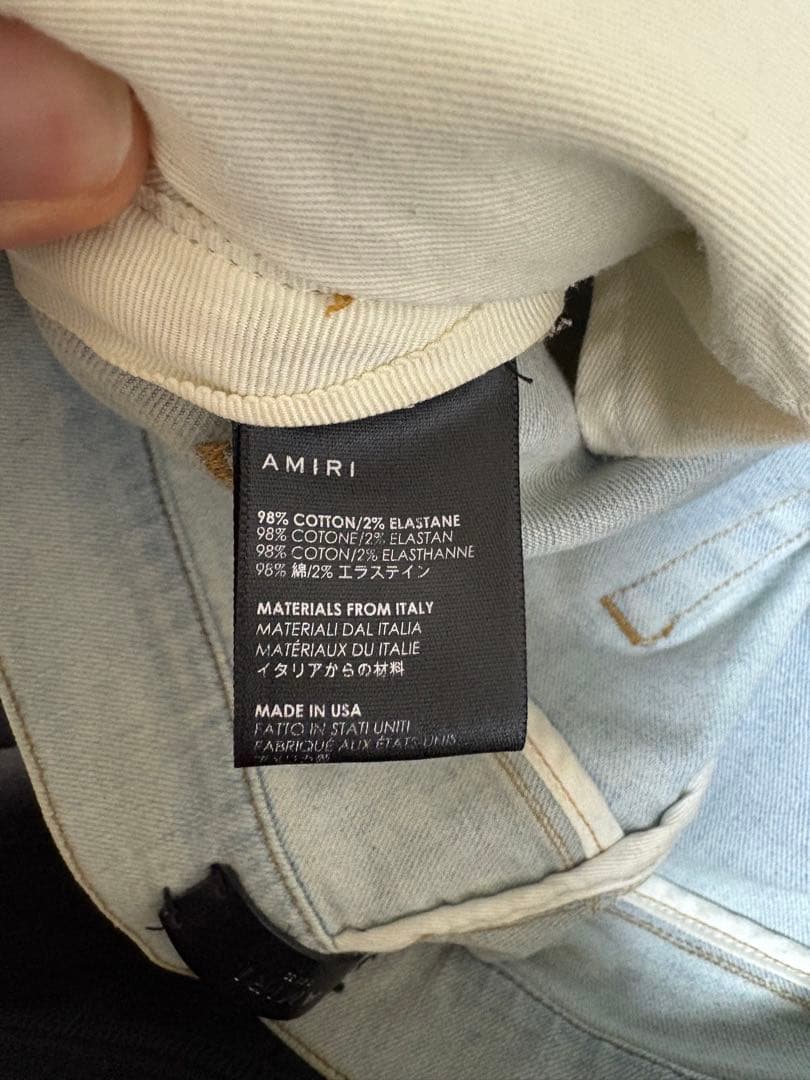 AMIRI
98% COTTON/2% ELASTANE
98% COTONE/2% ELASTAN
98% COTON/2% ELASTHANNE
98% 綿/2% エラステイン
MATERIALS FROM ITALY
MATERIALI DAL ITALIA
MATÉRIAUX DU ITALIE
イタリアからの材料
MADE IN USA
FATTO IN STATI UNITI
FABRIQUÉ AUX ÉTATS-UNIS